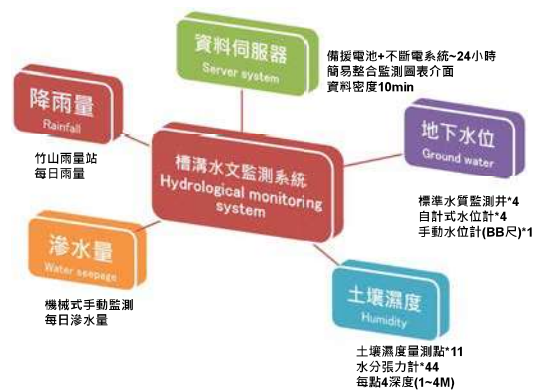 資料伺服器
Server system
備援電池+不斷電系統~24小時
簡易整合監測圖表介面
資料密度10min
降雨量
Rainfall
竹山雨量站
每日雨量
地下水位
Ground water
標準水質監測井*4
自計式水位計*4
手動水位計(BB尺)*1
槽溝水文監測系統
Hydrological monitoring
system
滲水量
Water seepage
機械式手動監測
每日滲水量
土壤濕度
Humidity
土壤濕度量測點*11
水分張力計*44
每點4深度(1~4M)